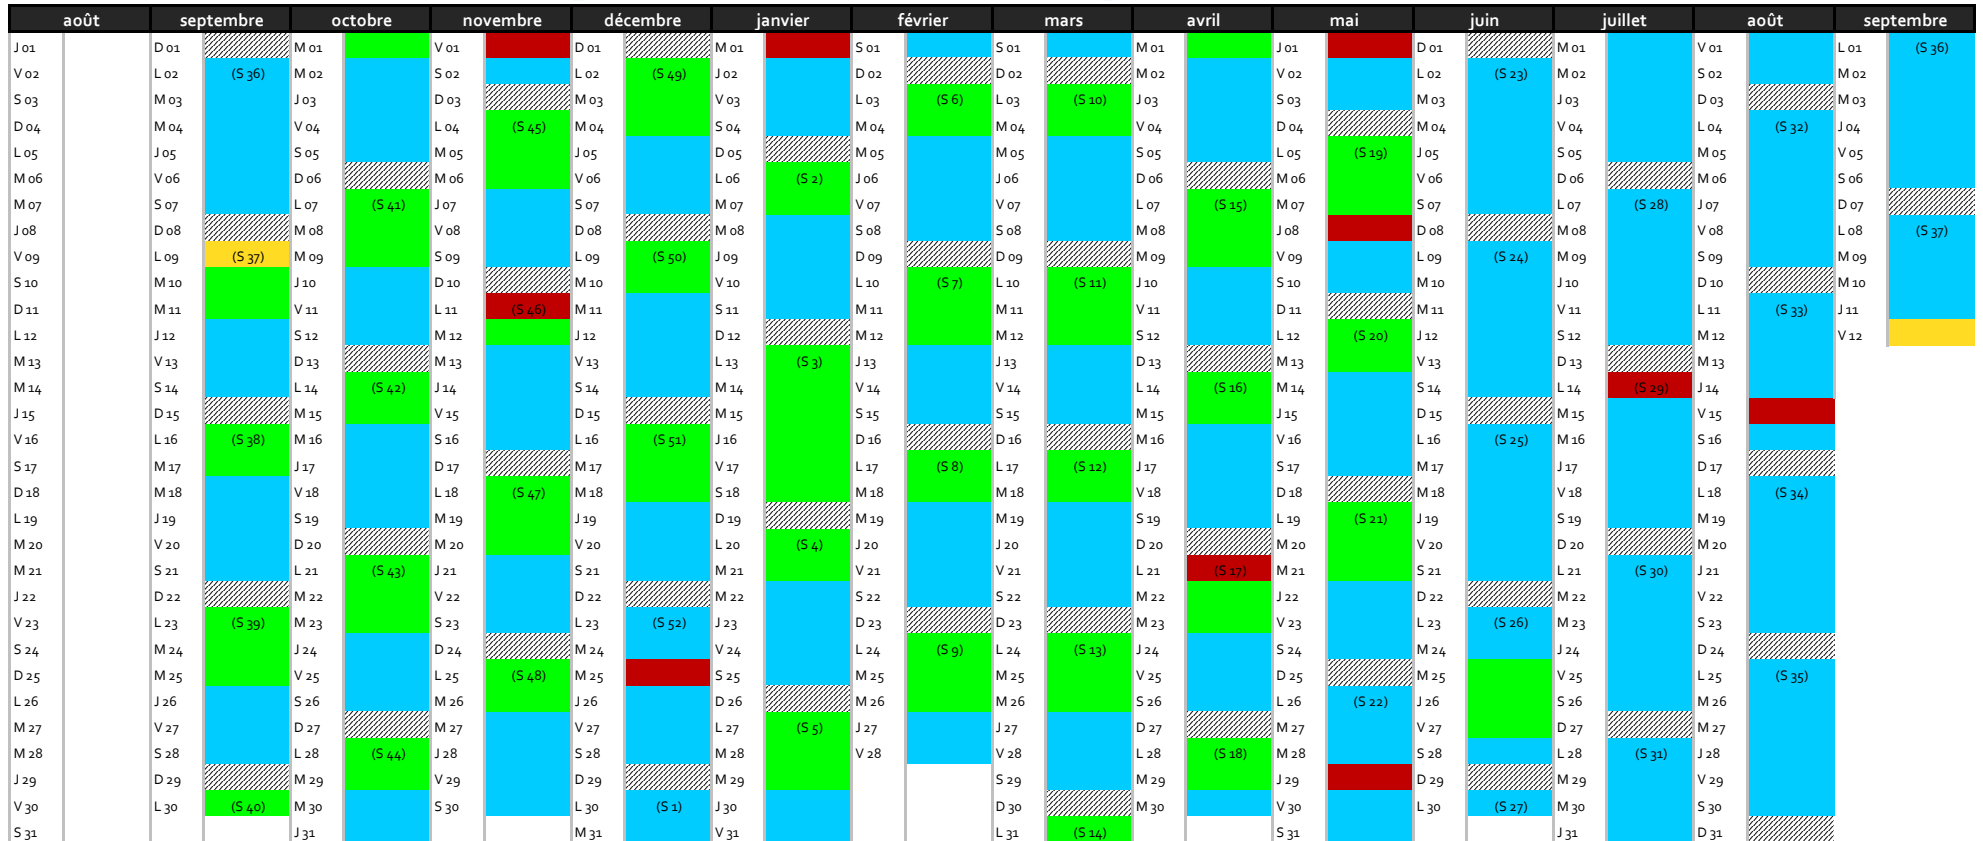 août septembre octobre novembre décembre janvier février mars avril mai juin juillet août septembre
J 01 D 01 M 01 V 01 D 01 M 01 S 01 S 01 M 01 J 01 D 01 M 01 V 01 L 01 (S 36)
V 02 L 02 (S 36) M 02 S 02 L 02 (S 49) J 02 D 02 D 02 M 02 V 02 L 02 (S 23) M 02 S 02 M 02
S 03 M 03 J 03 D 03 M 03 V 03 L 03 (S 6) L 03 (S 10) J 03 S 03 M 03 J 03 D 03 M 03
D 04 M 04 V 04 L 04 (S 45) M 04 S 04 M 04 M 04 V 04 D 04 M 04 V 04 L 04 (S 32) J 04
L 05 J 05 S 05 M 05 J 05 D 05 M 05 M 05 S 05 L 05 (S 19) J 05 S 05 M 05 V 05
M 06 V 06 D 06 M 06 V 06 L 06 (S 2) J 06 J 06 D 06 M 06 V 06 D 06 M 06 S 06
M 07 S 07 L 07 (S 41) J 07 S 07 M 07 V 07 V 07 L 07 (S 15) M 07 S 07 L 07 (S 28) J 07 D 07
J 08 D 08 M 08 V 08 D 08 M 08 S 08 S 08 M 08 J 08 D 08 M 08 V 08 L 08 (S 37)
V 09 L 09 (S 37) M 09 S 09 L 09 (S 50) J 09 D 09 D 09 M 09 V 09 L 09 (S 24) M 09 S 09 M 09
S 10 M 10 J 10 D 10 M 10 V 10 L 10 (S 7) L 10 (S 11) J 10 S 10 M 10 J 10 D 10 M 10
D 11 M 11 V 11 L 11 (S 46) M 11 S 11 M 11 M 11 V 11 D 11 M 11 V 11 L 11 (S 33) J 11
L 12 J 12 S 12 M 12 J 12 D 12 M 12 M 12 S 12 L 12 (S 20) J 12 S 12 M 12 V 12
M 13 V 13 D 13 M 13 V 13 L 13 (S 3) J 13 J 13 D 13 M 13 V 13 D 13 M 13
M 14 S 14 L 14 (S 42) J 14 S 14 M 14 V 14 V 14 L 14 (S 16) M 14 S 14 L 14 (S 29) J 14
J 15 D 15 M 15 V 15 D 15 M 15 S 15 S 15 M 15 J 15 D 15 M 15 V 15
V 16 L 16 (S 38) M 16 S 16 L 16 (S 51) J 16 D 16 D 16 M 16 V 16 L 16 (S 25) M 16 S 16
S 17 M 17 J 17 D 17 M 17 V 17 L 17 (S 8) L 17 (S 12) J 17 S 17 M 17 J 17 D 17
D 18 M 18 V 18 L 18 (S 47) M 18 S 18 M 18 M 18 V 18 D 18 M 18 V 18 L 18 (S 34)
L 19 J 19 S 19 M 19 J 19 D 19 M 19 M 19 S 19 L 19 (S 21) J 19 S 19 M 19
M 20 V 20 D 20 M 20 V 20 L 20 (S 4) J 20 J 20 D 20 M 20 V 20 D 20 M 20
M 21 S 21 L 21 (S 43) J 21 S 21 M 21 V 21 V 21 L 21 (S 17) M 21 S 21 L 21 (S 30) J 21
J 22 D 22 M 22 V 22 D 22 M 22 S 22 S 22 M 22 J 22 D 22 M 22 V 22
V 23 L 23 (S 39) M 23 S 23 L 23 (S 52) J 23 D 23 D 23 M 23 V 23 L 23 (S 26) M 23 S 23
S 24 M 24 J 24 D 24 M 24 V 24 L 24 (S 9) L 24 (S 13) J 24 S 24 M 24 J 24 D 24
D 25 M 25 V 25 L 25 (S 48) M 25 S 25 M 25 M 25 V 25 D 25 M 25 V 25 L 25 (S 35)
L 26 J 26 S 26 M 26 J 26 D 26 M 26 M 26 S 26 L 26 (S 22) J 26 S 26 M 26
M 27 V 27 D 27 M 27 V 27 L 27 (S 5) J 27 J 27 D 27 M 27 V 27 D 27 M 27
M 28 S 28 L 28 (S 44) J 28 S 28 M 28 V 28 V 28 L 28 (S 18) M 28 S 28 L 28 (S 31) J 28
J 29 D 29 M 29 V 29 D 29 M 29 S 29 M 29 J 29 D 29 M 29 V 29
V 30 L 30 (S 40) M 30 S 30 L 30 (S 1) J 30 D 30 M 30 V 30 L 30 (S 27) M 30 S 30
S 31 J 31 M 31 V 31 L 31 (S 14) S 31 J 31 D 31